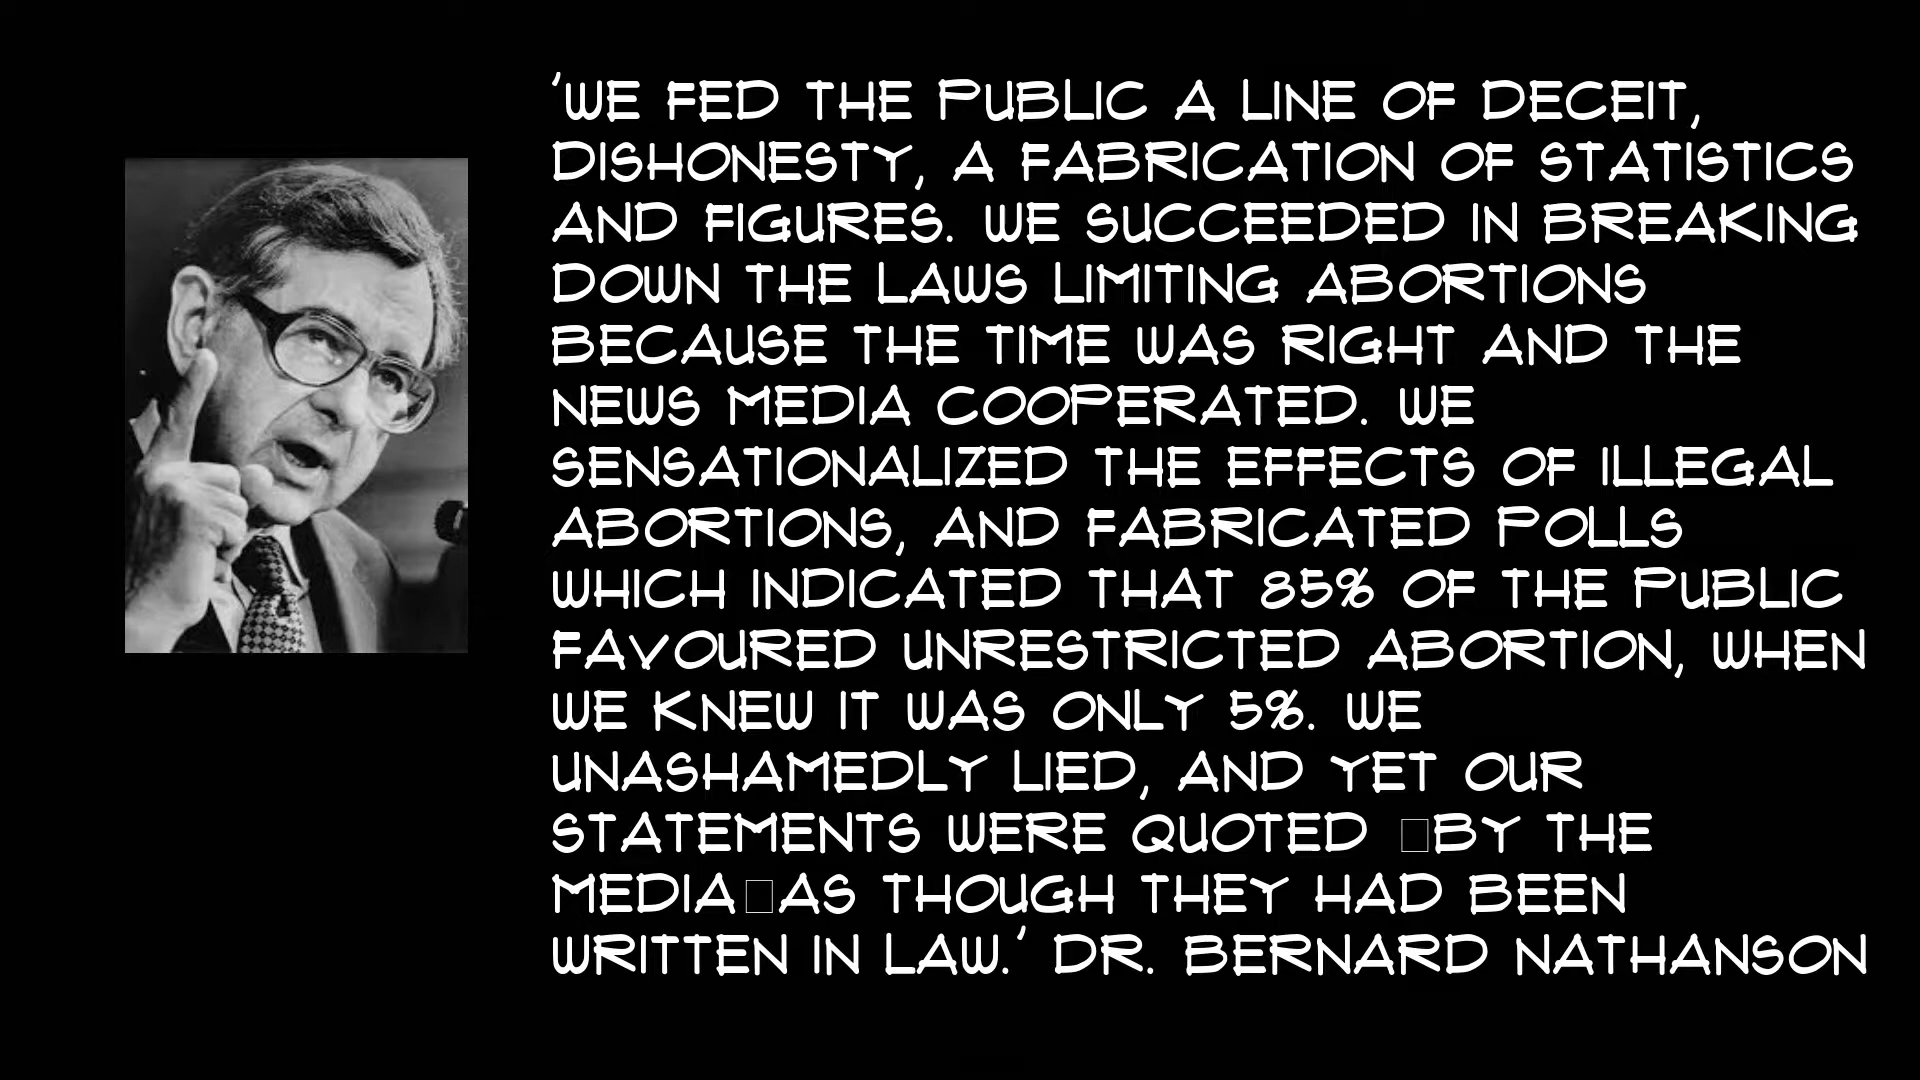 'WE FED THE PUBLIC A LINE OF DECEIT,
DISHONESTY, A FABRICATION OF STATISTICS
AND FIGURES. WE SUCCEEDED IN BREAKING
DOWN THE LAWS LIMITING ABORTIONS
BECAUSE THE TIME WAS RIGHT AND THE
NEWS MEDIA COOPERATED. WE
SENSATIONALIZED THE EFFECTS OF ILLEGAL
ABORTIONS, AND FABRICATED POLLS
WHICH INDICATED THAT 85% OF THE PUBLIC
FAVOURED UNRESTRICTED ABORTION, WHEN
WE KNEW IT WAS ONLY 5%. WE
UNASHAMEDLY LIED, AND YET OUR
STATEMENTS WERE QUOTED □BY THE
MEDIA□AS THOUGH THEY HAD BEEN
WRITTEN IN LAW.' DR. BERNARD NATHANSON